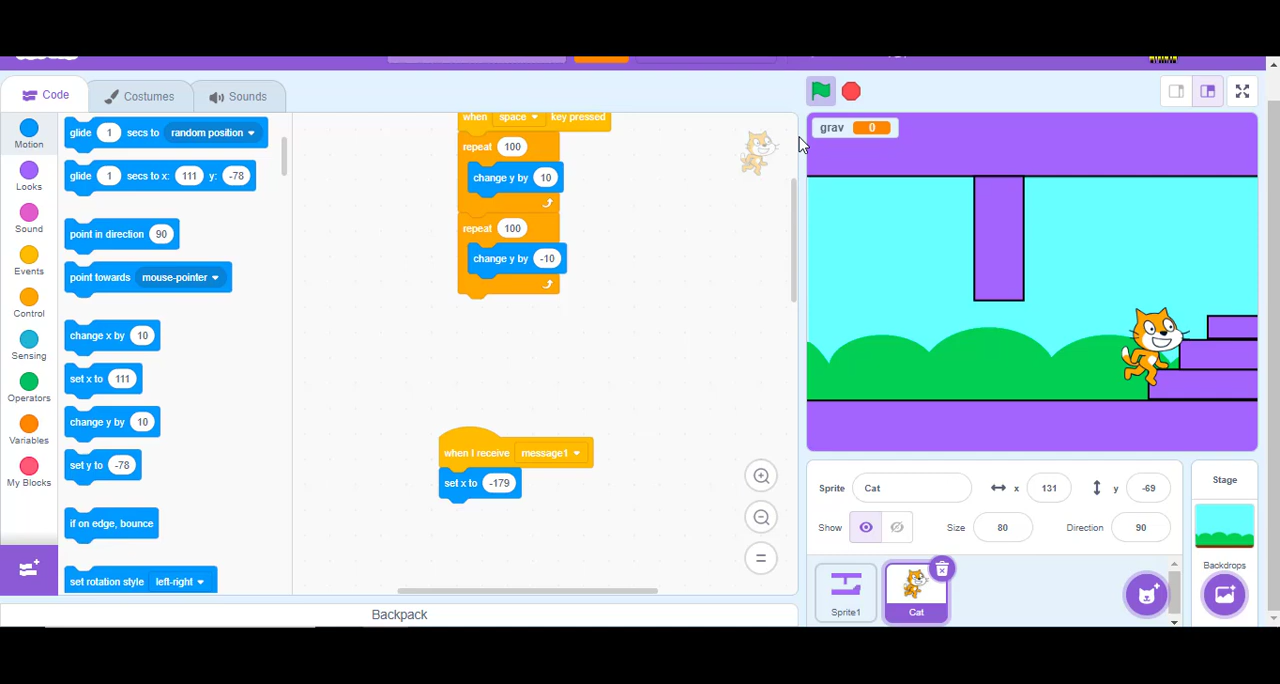 Code
Costumes
Sounds
Motion
Looks
Sound
Events
Control
Sensing
Operators
Variables
My Blocks
glide 1 secs to random position
glide 1 secs to x: 111 y: -78
point in direction 90
point towards mouse-pointer
change x by 10
set x to 111
change y by 10
set y to -78
if on edge, bounce
set rotation style left-right
when space key pressed
repeat 100
change y by 10
repeat 100
change y by -10
when I receive message1
set x to -179
Backpack
grav 0
Sprite Cat x 131 y -69
Show Size 80 Direction 90
Sprite1
Cat
Stage
Backdrops